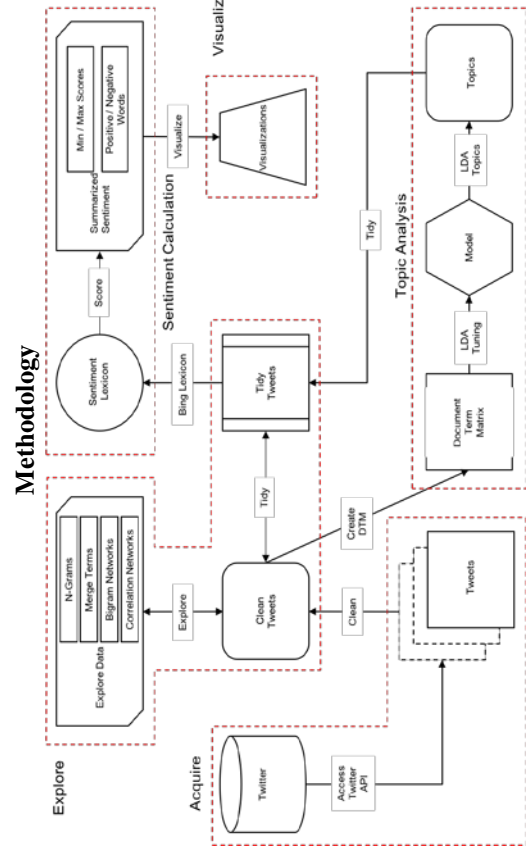 Methodology
Explore
Explore Data
N-Grams
Merge Terms
Bigram Networks
Correlation Networks
Explore
Clean
Tweets
Tidy
Tidy
Tweets
Bing Lexicon
Sentiment
Lexicon
Score
Summarized
Sentiment
Min / Max Scores
Positive / Negative
Words
Sentiment Calculation
Visualize
Visualizations
Visualiz
Acquire
Twitter
Access
Twitter
API
Tweets
Clean
Create
DTM
Document
Term
Matrix
LDA
Tuning
Model
LDA
Topics
Topics
Tidy
Topic Analysis